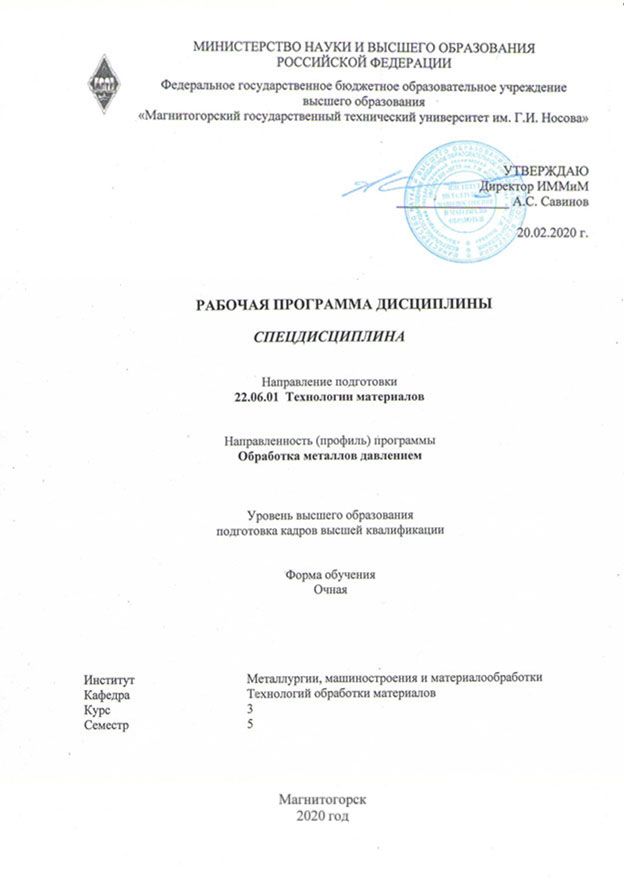 МИНИСТЕРСТВО НАУКИ И ВЫСШЕГО ОБРАЗОВАНИЯ
РОССИЙСКОЙ ФЕДЕРАЦИИ
Федеральное государственное бюджетное образовательное учреждение
высшего образования
«Магнитогорский государственный технический университет им. Г.И. Носова»
УТВЕРЖДАЮ
Директор ИММиМ
А.С. Савинов
20.02.2020 г.
РАБОЧАЯ ПРОГРАММА ДИСЦИПЛИНЫ
СПЕЦДИСЦИПЛИНА
Направление подготовки
22.06.01 Технологии материалов
Направленность (профиль) программы
Обработка металлов давлением
Уровень высшего образования
подготовка кадров высшей квалификации
Форма обучения
Очная
Институт Металлургии, машиностроения и материалообработки
Кафедра Технологий обработки материалов
Курс 3
Семестр 5
Магнитогорск
2020 год